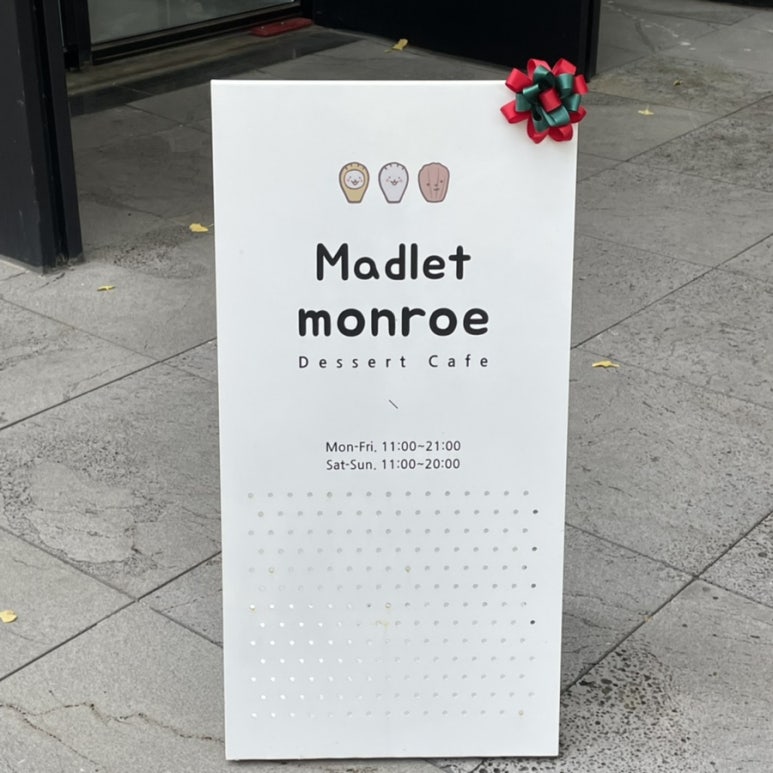 Madlet
monroe
Dessert Cafe
Mon-Fri, 11:00~21:00
Sat-Sun, 11:00~20:00